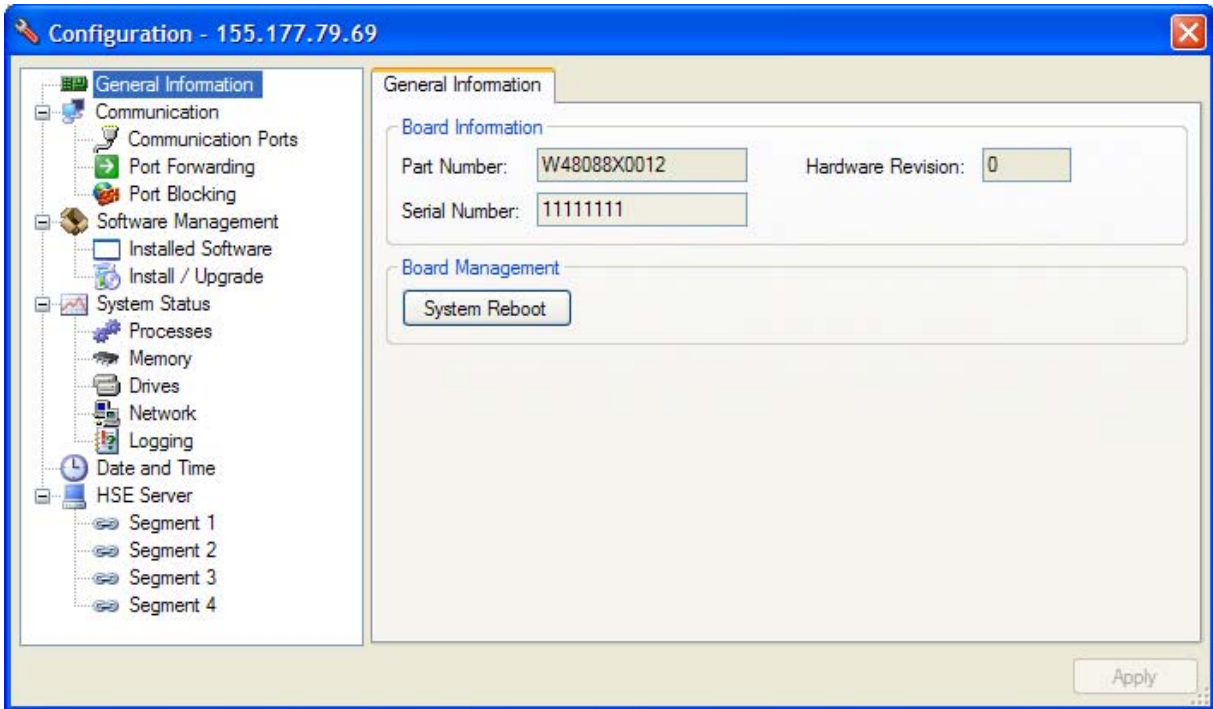 Configuration - 155.177.79.69
General Information
Communication
Communication Ports
Port Forwarding
Port Blocking
Software Management
Installed Software
Install / Upgrade
System Status
Processes
Memory
Drives
Network
Logging
Date and Time
HSE Server
Segment 1
Segment 2
Segment 3
Segment 4
General Information
Board Information
Part Number: W48088X0012 Hardware Revision: 0
Serial Number: 11111111
Board Management
System Reboot
Apply